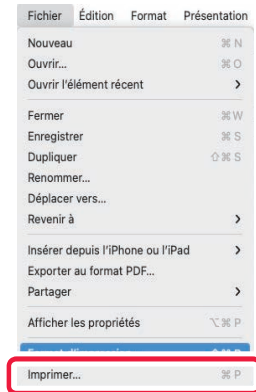 Fichier Édition Format Présentation
Nouveau ⌘ N
Ouvrir... ⌘ O
Ouvrir l'élément récent >
Fermer ⌘ W
Enregistrer ⌘ S
Dupliquer ⇧ ⌘ S
Renommer...
Déplacer vers...
Revenir à >
Insérer depuis l'iPhone ou l'iPad >
Exporter au format PDF...
Partager >
Afficher les propriétés ⌥ ⌘ P
Imprimer... ⌘ P